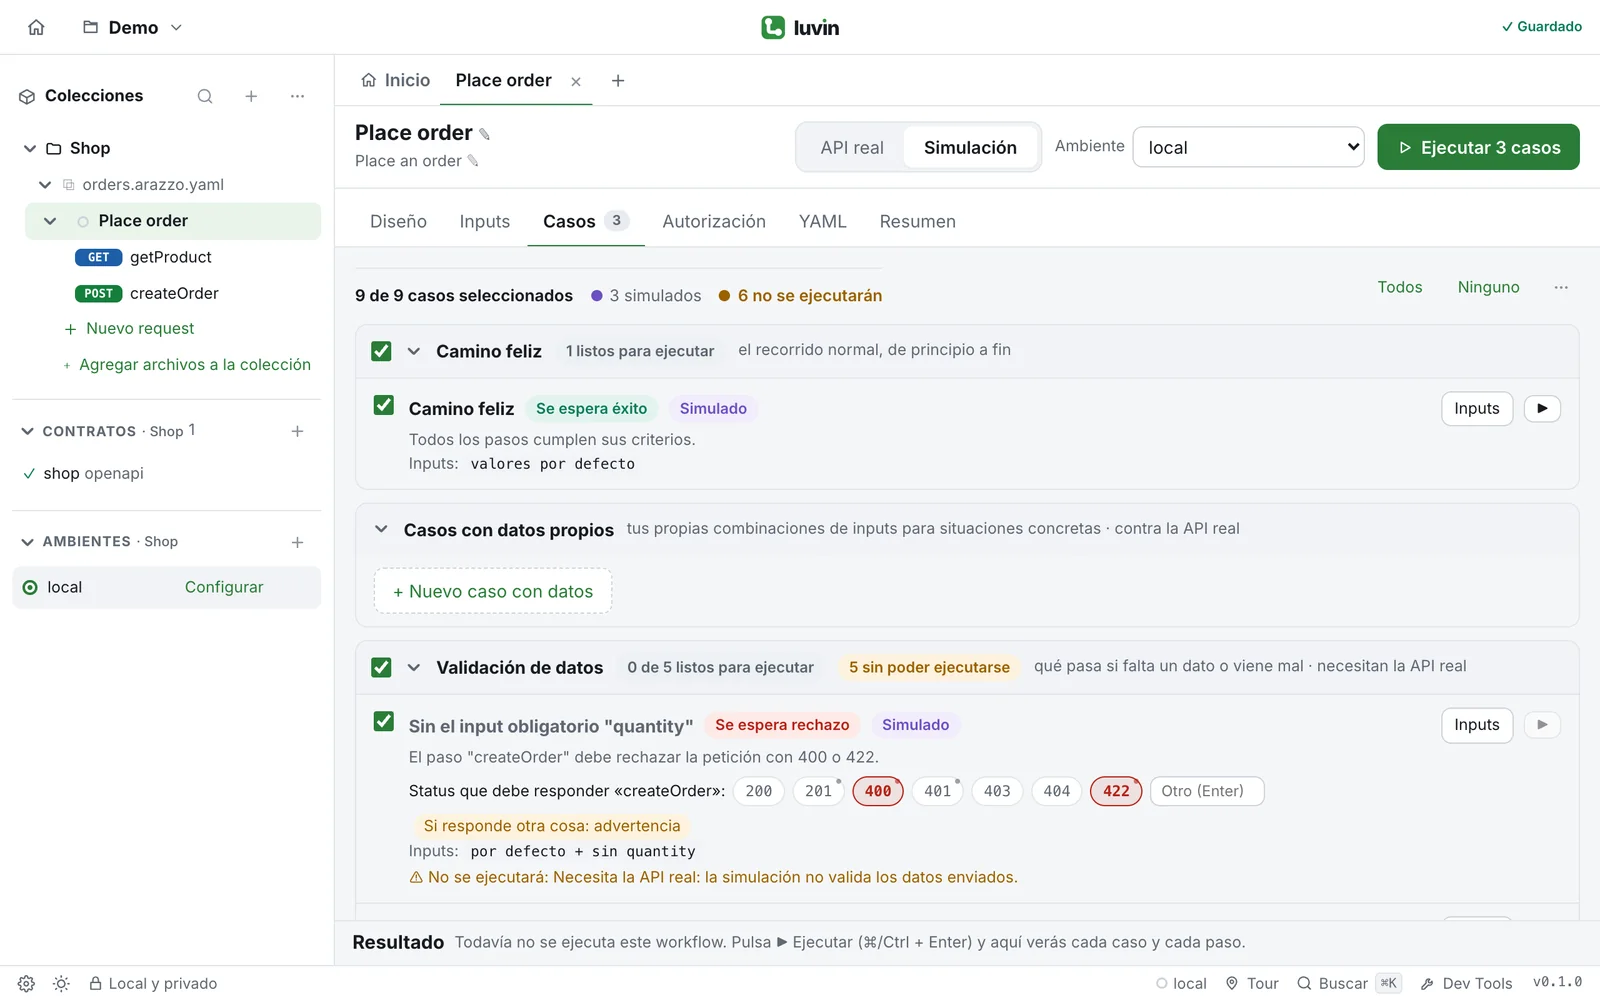 Demo
luvin
✓ Guardado
Colecciones
Shop
orders.arazzo.yaml
Place order
GET getProduct
POST createOrder
+ Nuevo request
+ Agregar archivos a la colección
CONTRATOS · Shop 1
✓ shop openapi
AMBIENTES · Shop
local Configurar
Inicio Place order × +
Place order
Place an order
API real Simulación Ambiente local Ejecutar 3 casos
Diseño Inputs Casos 3 Autorización YAML Resumen
9 de 9 casos seleccionados 3 simulados 6 no se ejecutarán Todos Ninguno ...
Camino feliz 1 listos para ejecutar el recorrido normal, de principio a fin
Camino feliz Se espera éxito Simulado Inputs
Todos los pasos cumplen sus criterios.
Inputs: valores por defecto
Casos con datos propios tus propias combinaciones de inputs para situaciones concretas · contra la API real
+ Nuevo caso con datos
Validación de datos 0 de 5 listos para ejecutar 5 sin poder ejecutarse qué pasa si falta un dato o viene mal · necesitan la API real
Sin el input obligatorio "quantity" Se espera rechazo Simulado Inputs
El paso "createOrder" debe rechazar la petición con 400 o 422.
Status que debe responder «createOrder»: 200 201 400 401 403 404 422 Otro (Enter)
Si responde otra cosa: advertencia
Inputs: por defecto + sin quantity
⚠ No se ejecutará: Necesita la API real: la simulación no valida los datos enviados.
Resultado Todavía no se ejecuta este workflow. Pulsa ▶ Ejecutar (⌘/Ctrl + Enter) y aquí verás cada caso y cada paso.
Local y privado
local Tour Buscar ⌘K Dev Tools v0.1.0